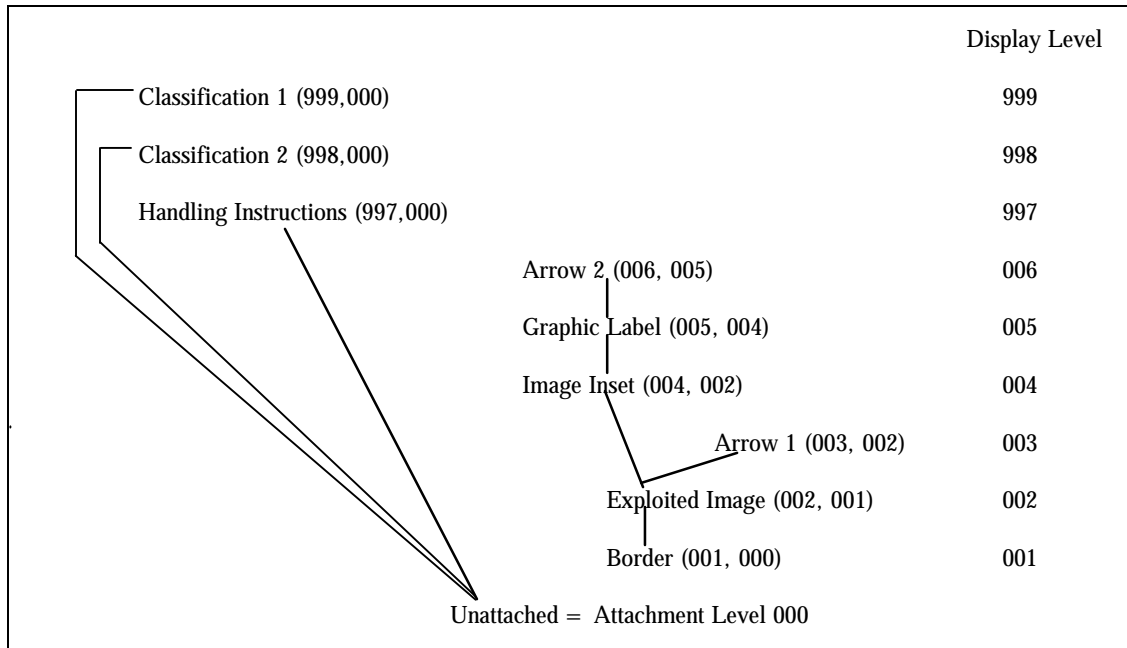 Display Level
Classification 1 (999,000) 999
Classification 2 (998,000) 998
Handling Instructions (997,000) 997
Arrow 2 (006, 005) 006
Graphic Label (005, 004) 005
Image Inset (004, 002) 004
Arrow 1 (003, 002) 003
Exploited Image (002, 001) 002
Border (001, 000) 001
Unattached = Attachment Level 000